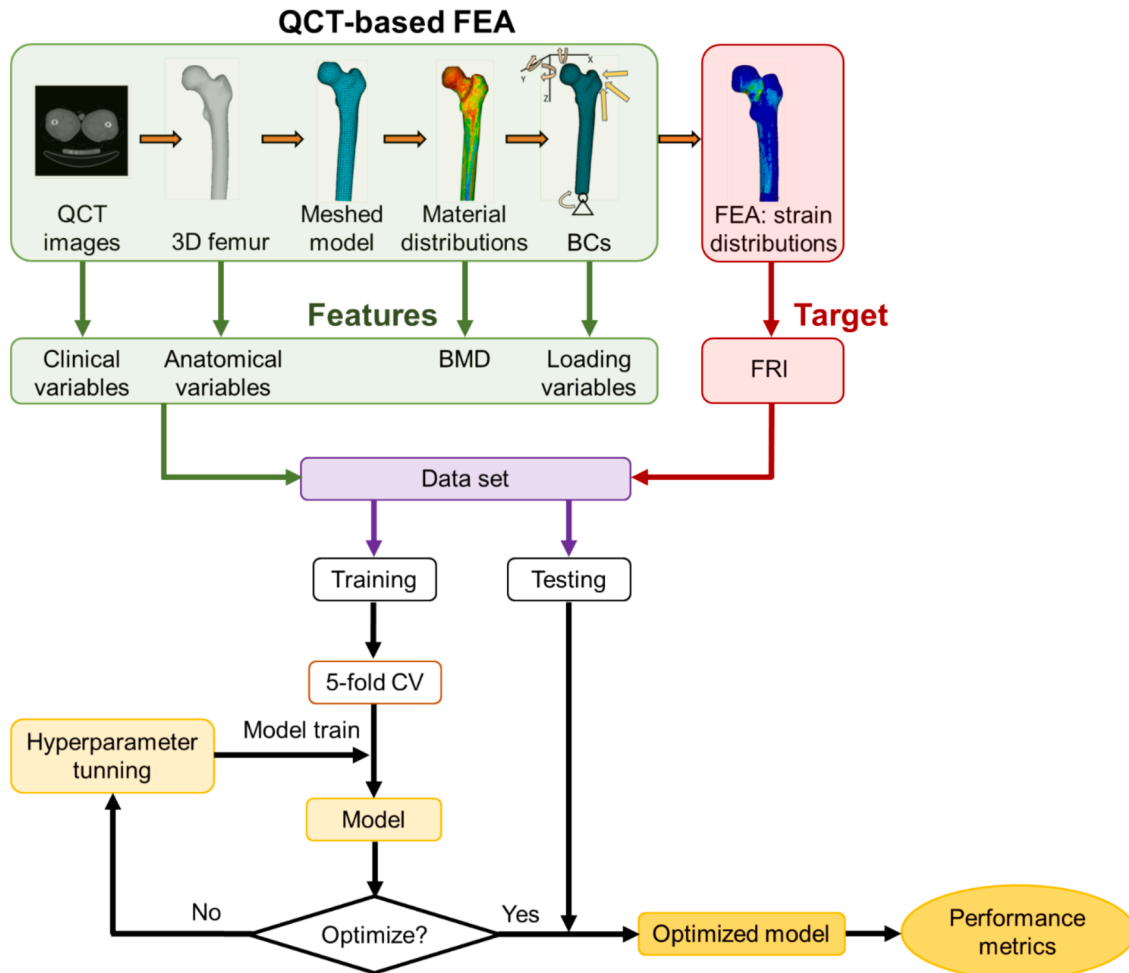 QCT-based FEA
X
Y
Z
QCT
images
3D femur
Meshed
model
Material
distributions
BCs
FEA: strain
distributions
Features
Target
Clinical
variables
Anatomical
variables
BMD
Loading
variables
FRI
Data set
Training
Testing
5-fold CV
Model train
Hyperparameter
tunning
Model
No
Optimize?
Yes
Optimized model
Performance
metrics